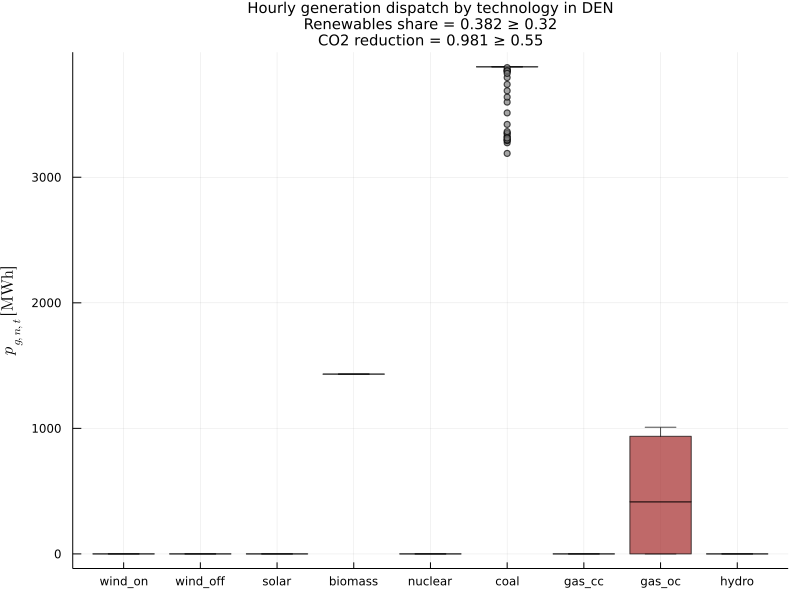 Hourly generation dispatch by technology in DEN
Renewables share = 0.382 ≥ 0.32
CO2 reduction = 0.981 ≥ 0.55
p_{g,n,t} [MWh]
3000
2000
1000
0
wind_on wind_off solar biomass nuclear coal gas_cc gas_oc hydro